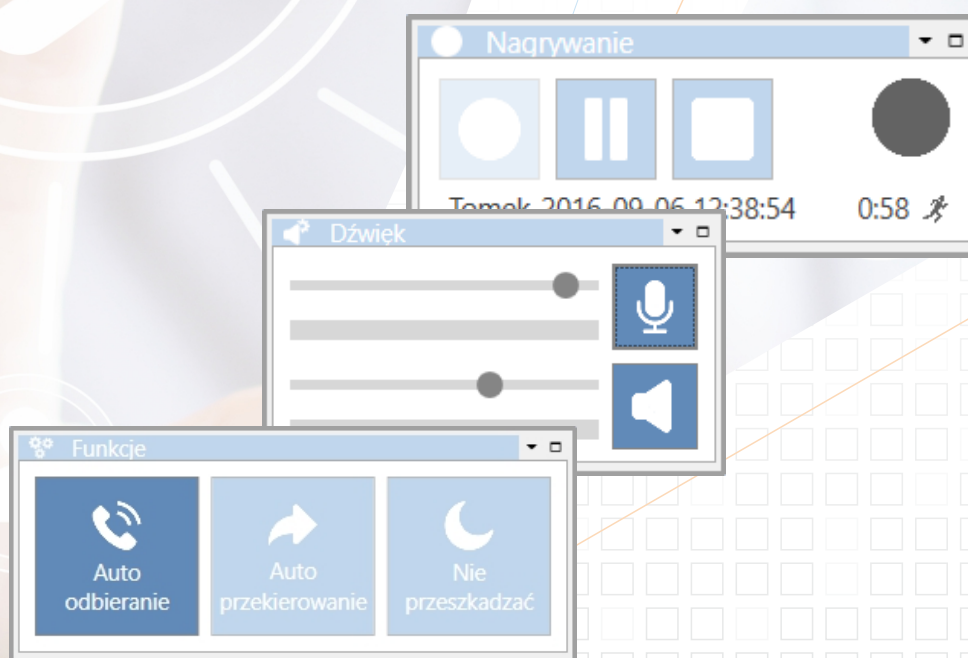 Nagrywanie
Tomek 2016-09-06 12:38:54
0:58
Dźwięk
Funkcje
Auto
odbieranie
Auto
przekierowanie
Nie
przeszkadzać